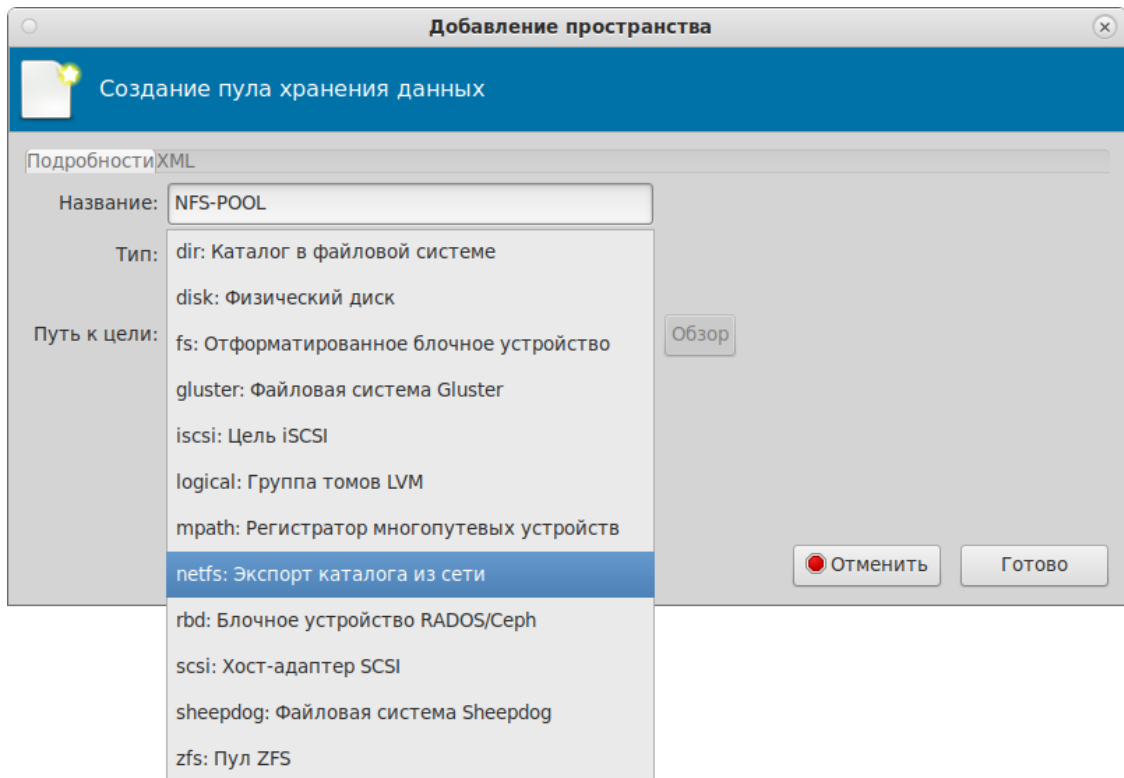 Добавление пространства
Создание пула хранения данных
Подробности XML
Название: NFS-POOL
Тип:
dir: Каталог в файловой системе
disk: Физический диск
Путь к цели:
fs: Отформатированное блочное устройство
Обзор
gluster: Файловая система Gluster
iscsi: Цель iSCSI
logical: Группа томов LVM
mpath: Регистратор многопутевых устройств
netfs: Экспорт каталога из сети
Отменить
Готово
rbd: Блочное устройство RADOS/Ceph
scsi: Хост-адаптер SCSI
sheepdog: Файловая система Sheepdog
zfs: Пул ZFS